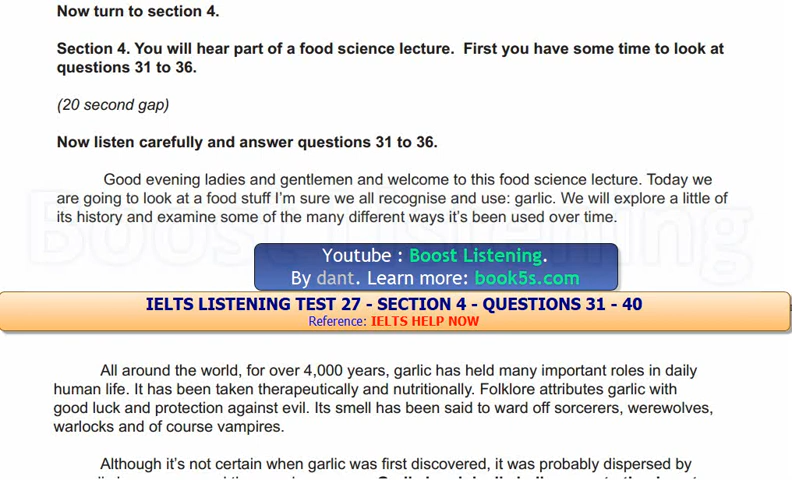 Now turn to section 4.
Section 4. You will hear part of a food science lecture.  First you have some time to look at
questions 31 to 36.
(20 second gap)
Now listen carefully and answer questions 31 to 36.
Good evening ladies and gentlemen and welcome to this food science lecture. Today we
are going to look at a food stuff I'm sure we all recognise and use: garlic. We will explore a little of
its history and examine some of the many different ways it's been used over time.
Boost Listening
Youtube : Boost Listening.
By dant. Learn more: book5s.com
IELTS LISTENING TEST 27 - SECTION 4 - QUESTIONS 31 - 40
Reference: IELTS HELP NOW
All around the world, for over 4,000 years, garlic has held many important roles in daily
human life. It has been taken therapeutically and nutritionally. Folklore attributes garlic with
good luck and protection against evil. Its smell has been said to ward off sorcerers, werewolves,
warlocks and of course vampires.
Although it's not certain when garlic was first discovered, it was probably dispersed by